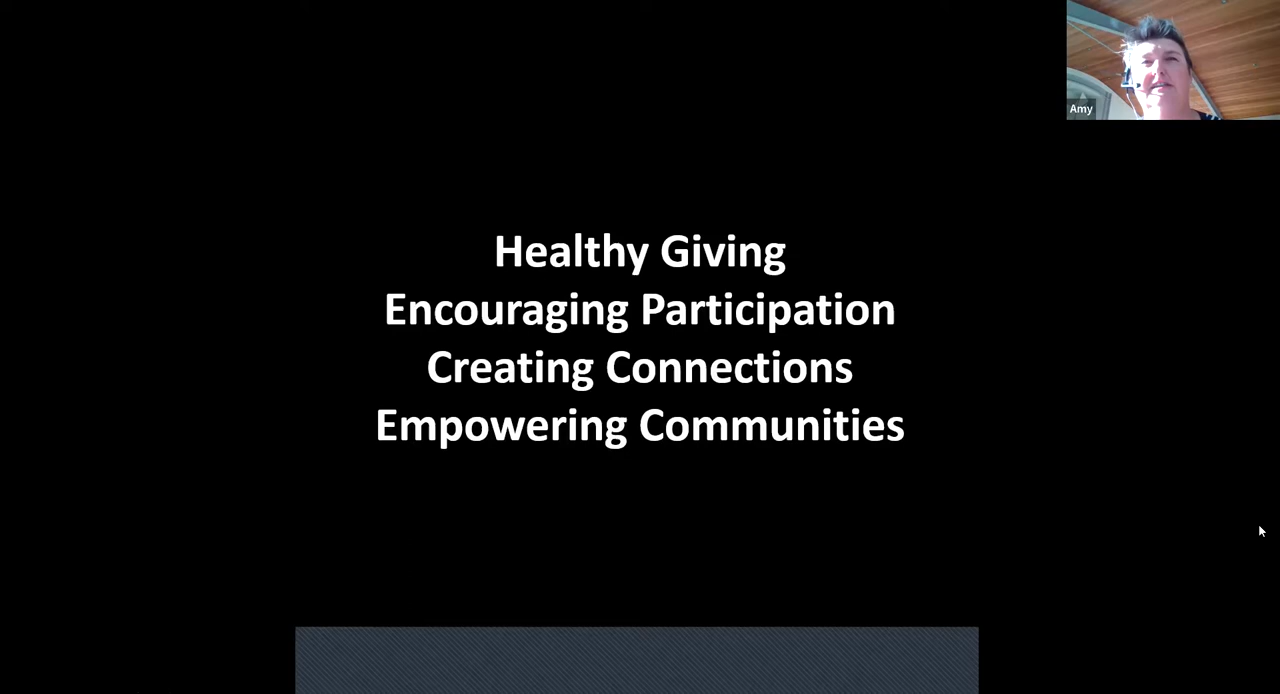 Amy
Healthy Giving
Encouraging Participation
Creating Connections
Empowering Communities